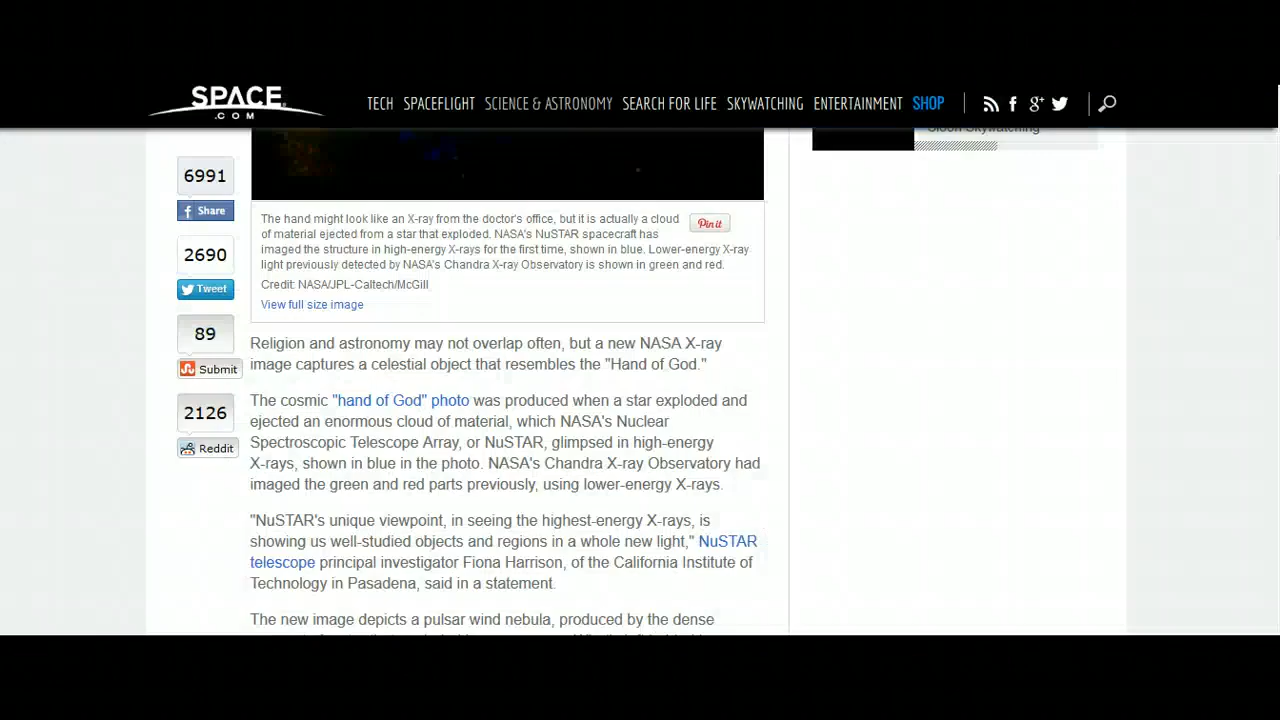 SPACE
.COM
TECH SPACEFLIGHT SCIENCE & ASTRONOMY SEARCH FOR LIFE SKYWATCHING ENTERTAINMENT SHOP
6991
Share
2690
Tweet
89
Submit
2126
Reddit
The hand might look like an X-ray from the doctor's office, but it is actually a cloud
of material ejected from a star that exploded. NASA's NuSTAR spacecraft has
imaged the structure in high-energy X-rays for the first time, shown in blue. Lower-energy X-ray
light previously detected by NASA's Chandra X-ray Observatory is shown in green and red.
Pin it
Credit: NASA/JPL-Caltech/McGill
View full size image
Religion and astronomy may not overlap often, but a new NASA X-ray
image captures a celestial object that resembles the "Hand of God."
The cosmic "hand of God" photo was produced when a star exploded and
ejected an enormous cloud of material, which NASA's Nuclear
Spectroscopic Telescope Array, or NuSTAR, glimpsed in high-energy
X-rays, shown in blue in the photo. NASA's Chandra X-ray Observatory had
imaged the green and red parts previously, using lower-energy X-rays.
"NuSTAR's unique viewpoint, in seeing the highest-energy X-rays, is
showing us well-studied objects and regions in a whole new light," NuSTAR
telescope principal investigator Fiona Harrison, of the California Institute of
Technology in Pasadena, said in a statement.
The new image depicts a pulsar wind nebula, produced by the dense